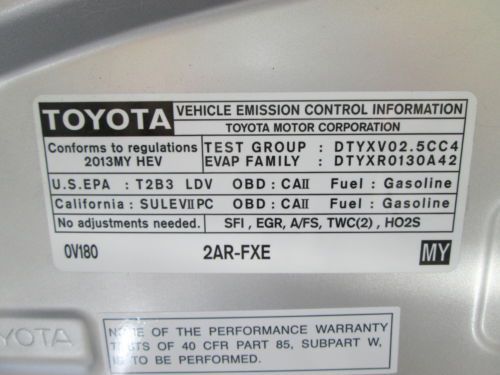 TOYOTA
VEHICLE EMISSION CONTROL INFORMATION
TOYOTA MOTOR CORPORATION
Conforms to regulations
2013MY HEV
TEST GROUP : DTYXV02.5CC4
EVAP FAMILY : DTYXR0130A42
U.S.EPA : T2B3 LDV OBD : CAII Fuel : Gasoline
California : SULEVII PC OBD : CAII Fuel : Gasoline
No adjustments needed. SFI , EGR, A/FS, TWC(2) , HO2S
0V180 2AR-FXE MY
NONE OF THE PERFORMANCE WARRANTY
TESTS OF 40 CFR PART 85, SUBPART W,
IS TO BE PERFORMED.